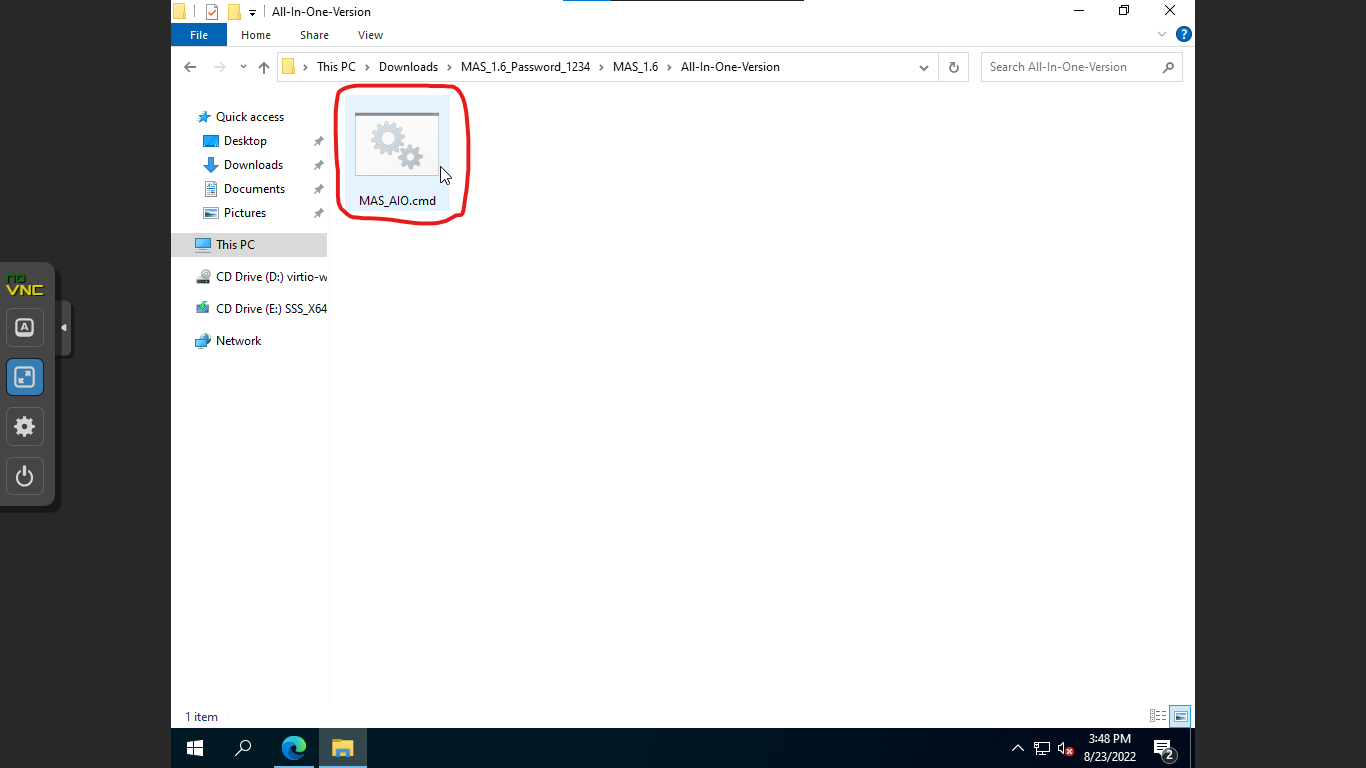 All-In-One-Version
File Home Share View
This PC Downloads MAS_1.6_Password_1234 MAS_1.6 All-In-One-Version
Search All-In-One-Version
Quick access
Desktop
Downloads
Documents
Pictures
This PC
CD Drive (D:) virtio-w
CD Drive (E:) SSS_X64
Network
MAS_AIO.cmd
no
VNC
A
1 item
3:48 PM
8/23/2022
2